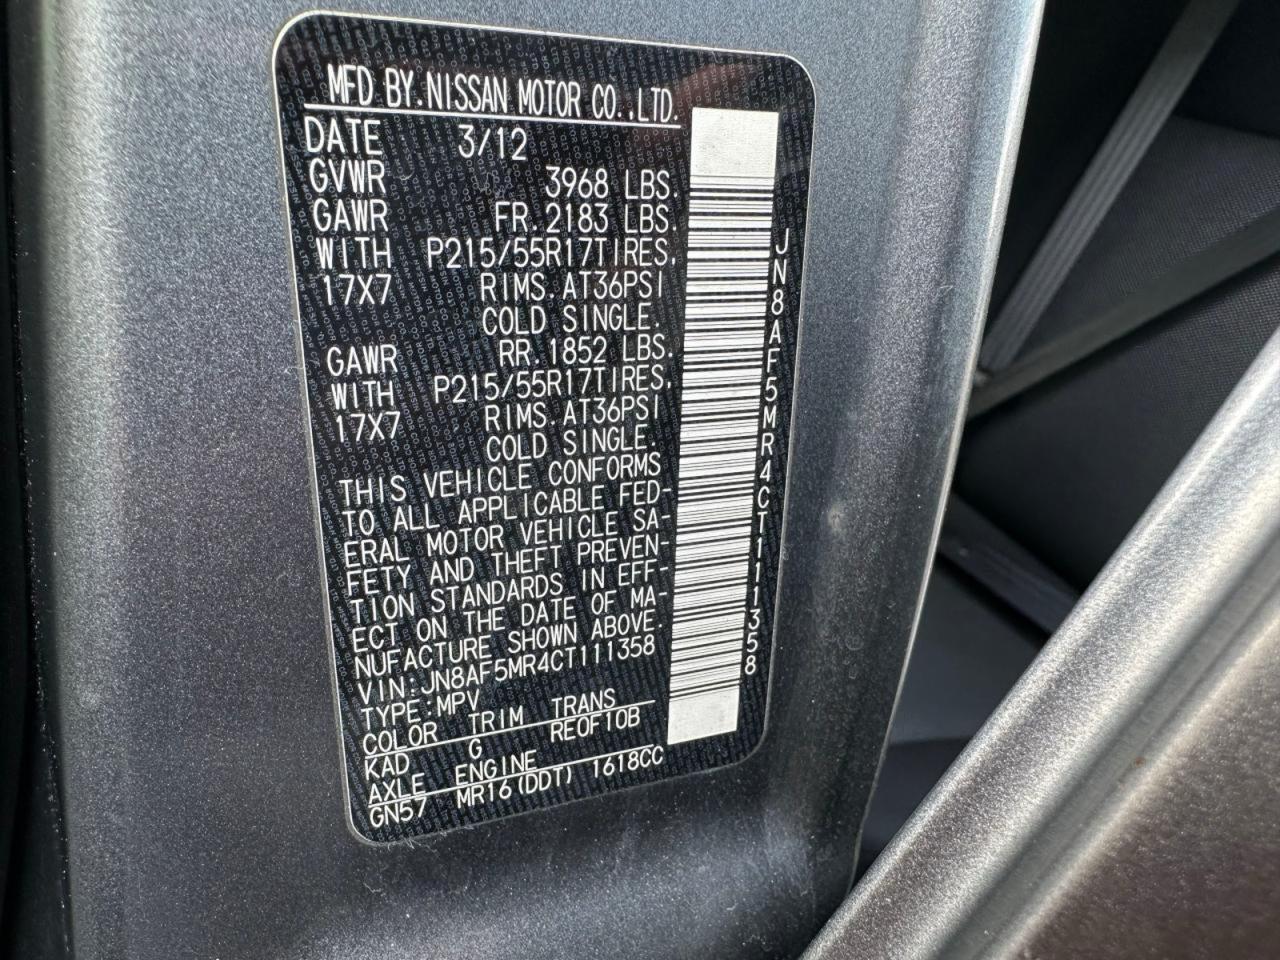 MFD BY.NISSAN MOTOR CO.,LTD.
DATE 3/12
GVWR 3968 LBS.
GAWR FR.2183 LBS.
WITH P215/55R17TIRES.
17X7 RIMS.AT36PSI
COLD SINGLE.
GAWR RR.1852 LBS.
WITH P215/55R17TIRES.
17X7 RIMS.AT36PSI
COLD SINGLE.
THIS VEHICLE CONFORMS
TO ALL APPLICABLE FED-
ERAL MOTOR VEHICLE SA-
FETY AND THEFT PREVEN-
TION STANDARDS IN EFF-
ECT ON THE DATE OF MA-
NUFACTURE SHOWN ABOVE.
VIN:JN8AF5MR4CT111358
TYPE:MPV
COLOR TRIM TRANS
KAD G RE0F10B
AXLE ENGINE
GN57 MR16(DDT) 1618CC
JN8AF5MR4CT111358